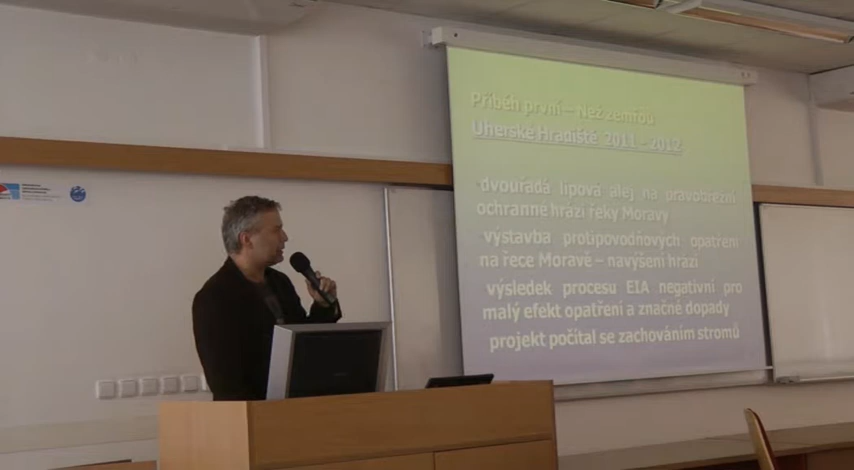 Příběh první – Než zemřou
Uherské Hradiště 2011 – 2012
dvouřadá lipová alej na pravobřežní
ochranné hrázi řeky Moravy
výstavba protipovodňových opatření
na řece Moravě – navýšení hrází
výsledek procesu EIA negativní pro
malý efekt opatření a značné dopady
projekt počítal se zachováním stromů